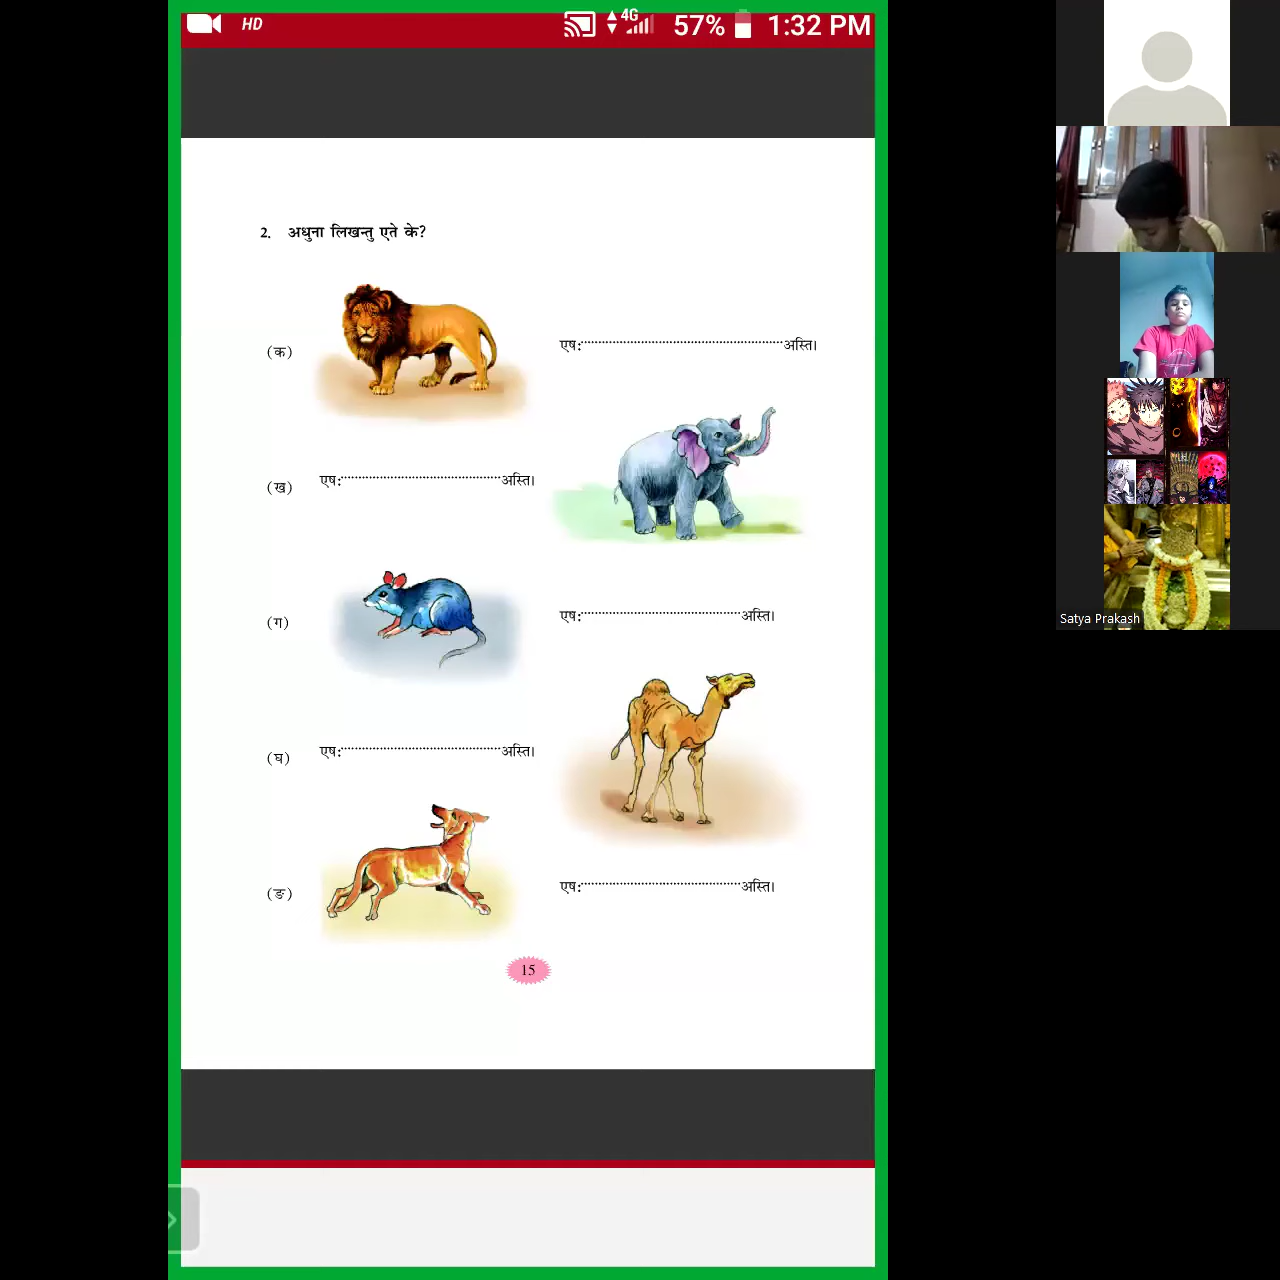 HD
4G
57%
1:32 PM
2. अधुना लिखन्तु एते के?
(क) एषः.......................................................अस्ति।
(ख) एषः............................................अस्ति।
(ग) एषः............................................अस्ति।
(घ) एषः............................................अस्ति।
(ङ) एषः............................................अस्ति।
15
Satya Prakash